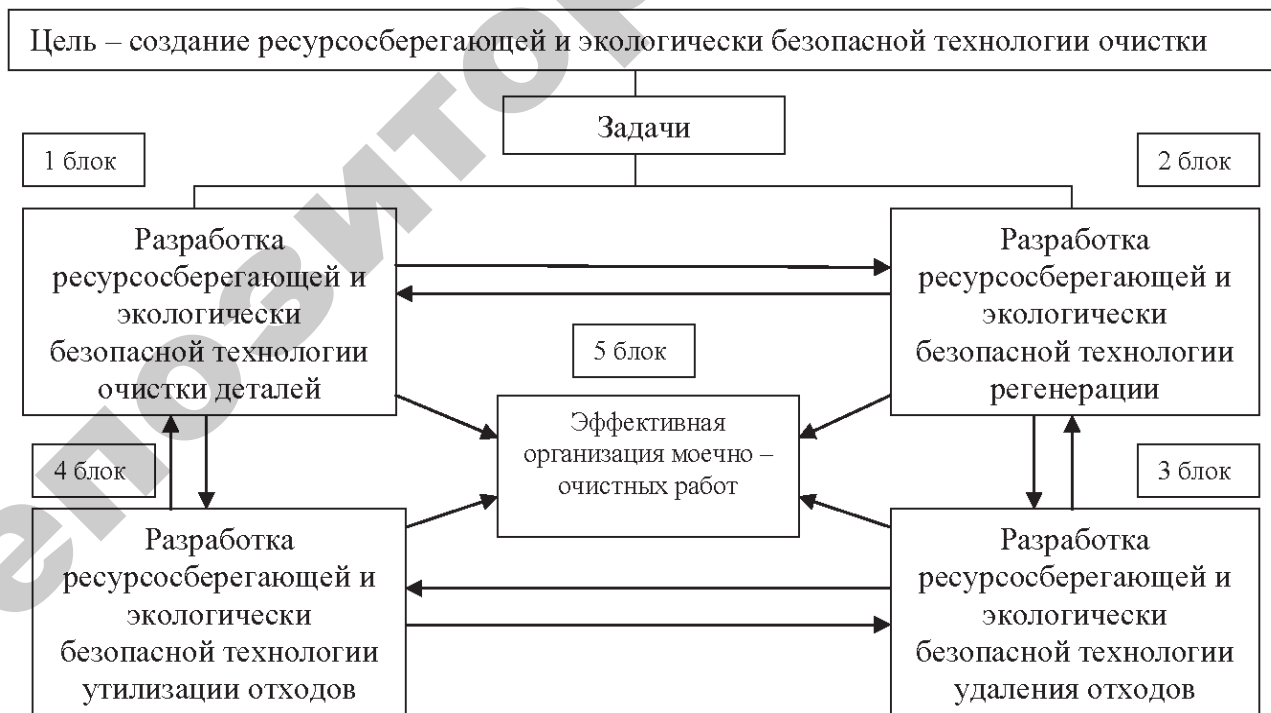 Цель – создание ресурсосберегающей и экологически безопасной технологии очистки
Задачи
1 блок
2 блок
Разработка
ресурсосберегающей и
экологически
безопасной технологии
очистки деталей
Разработка
ресурсосберегающей и
экологически
безопасной технологии
регенерации
5 блок
Эффективная
организация моечно –
очистных работ
4 блок
3 блок
Разработка
ресурсосберегающей и
экологически
безопасной технологии
утилизации отходов
Разработка
ресурсосберегающей и
экологически
безопасной технологии
удаления отходов
епозитор